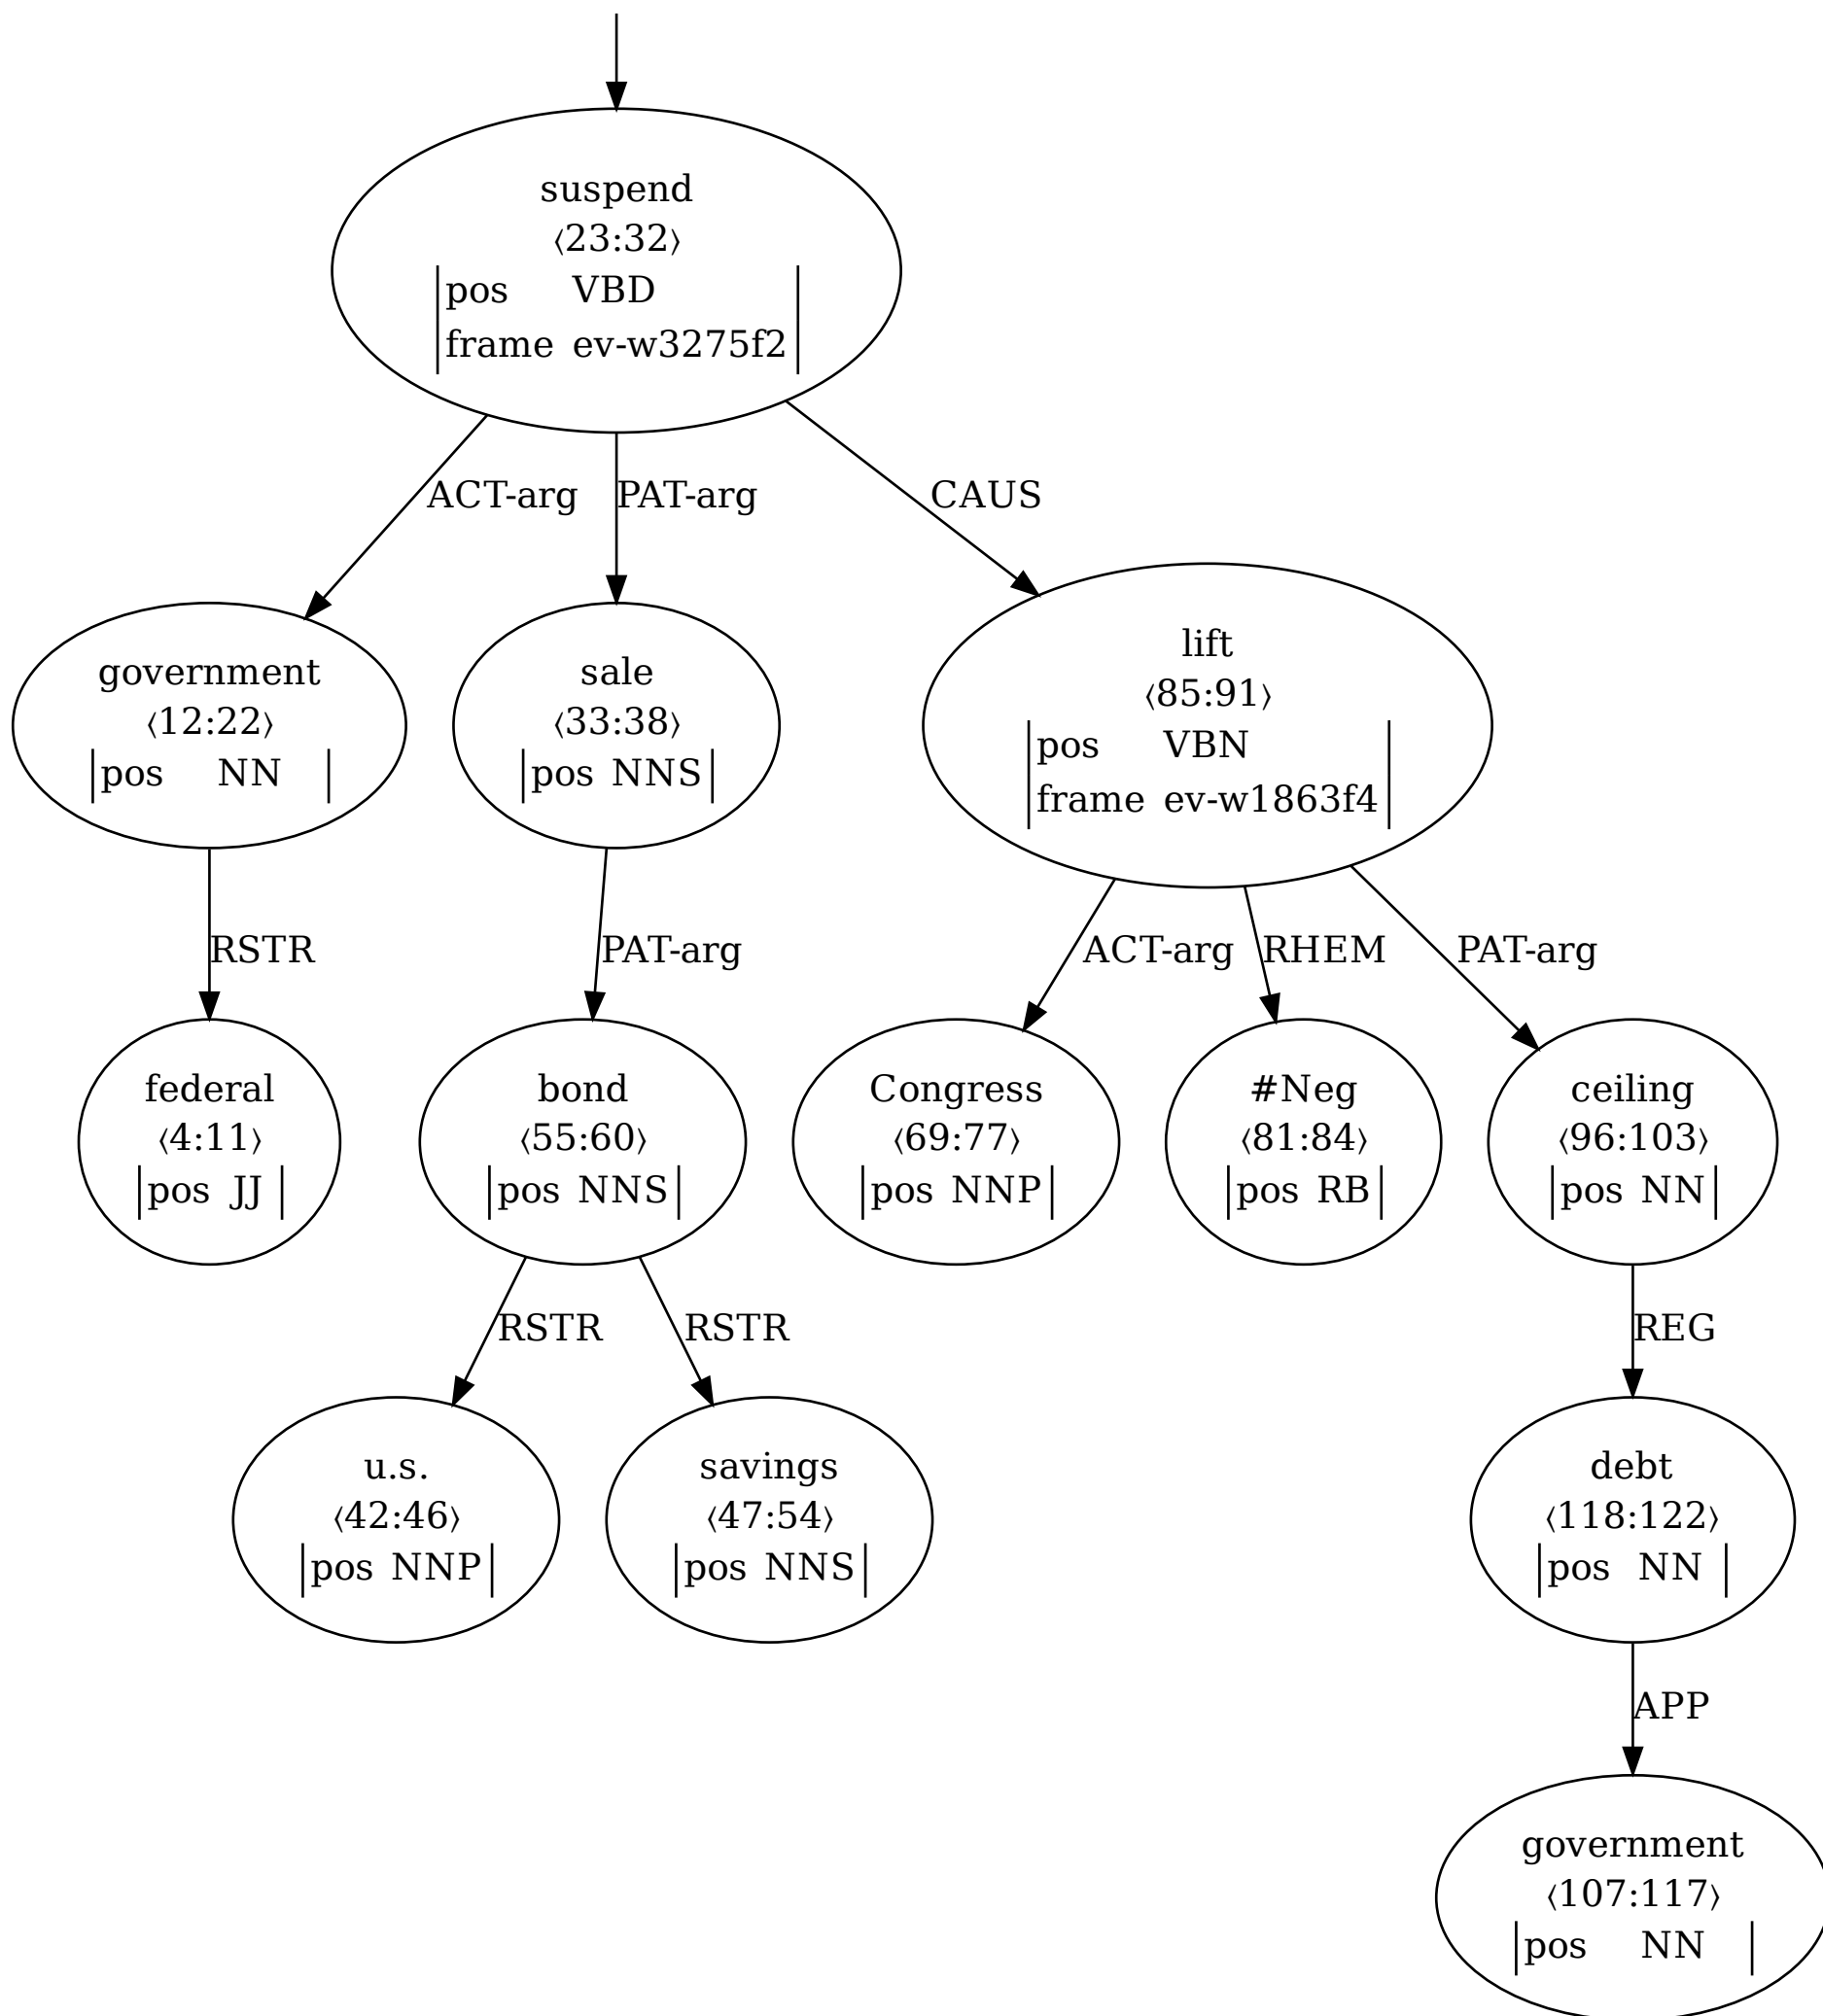 suspend
⟨23:32⟩
pos VBD
frame ev-w3275f2
ACT-arg
PAT-arg
CAUS
government
⟨12:22⟩
pos NN
sale
⟨33:38⟩
pos NNS
lift
⟨85:91⟩
pos VBN
frame ev-w1863f4
RSTR
PAT-arg
ACT-arg
RHEM
PAT-arg
federal
⟨4:11⟩
pos JJ
bond
⟨55:60⟩
pos NNS
Congress
⟨69:77⟩
pos NNP
#Neg
⟨81:84⟩
pos RB
ceiling
⟨96:103⟩
pos NN
RSTR
RSTR
REG
u.s.
⟨42:46⟩
pos NNP
savings
⟨47:54⟩
pos NNS
debt
⟨118:122⟩
pos NN
APP
government
⟨107:117⟩
pos NN